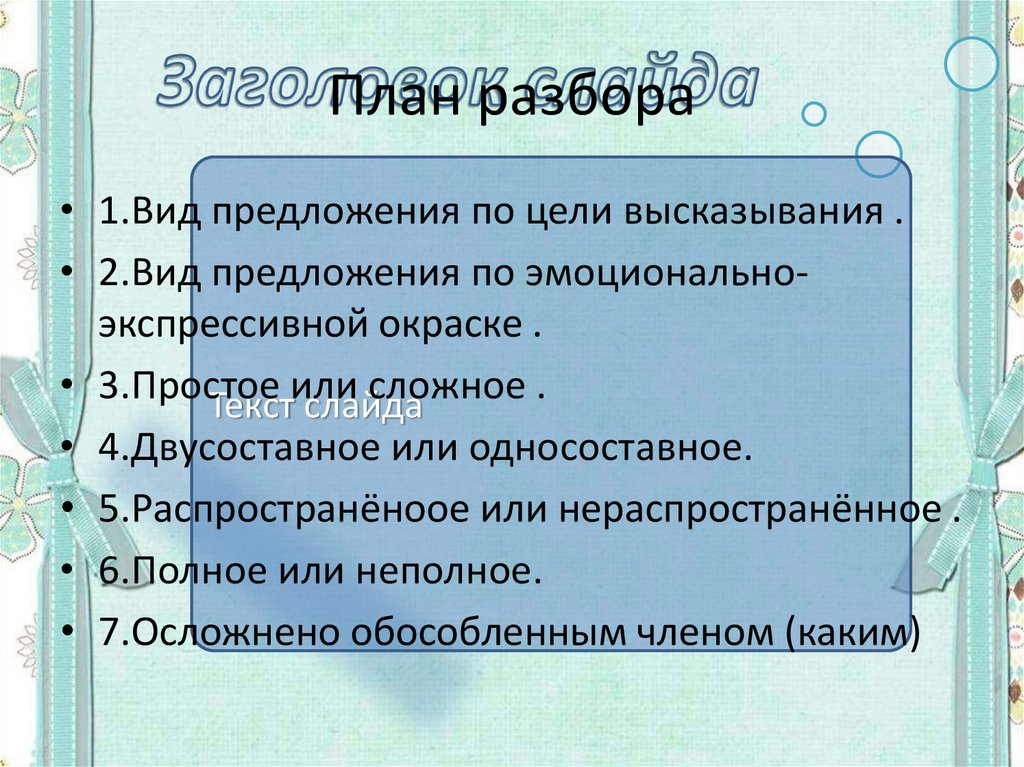 Заголовок слайда
План разбора
• 1.Вид предложения по цели высказывания .
• 2.Вид предложения по эмоционально-
экспрессивной окраске .
• 3.Простое или сложное .
Текст слайда
• 4.Двусоставное или односоставное.
• 5.Распространёноое или нераспространённое .
• 6.Полное или неполное.
• 7.Осложнено обособленным членом (каким)